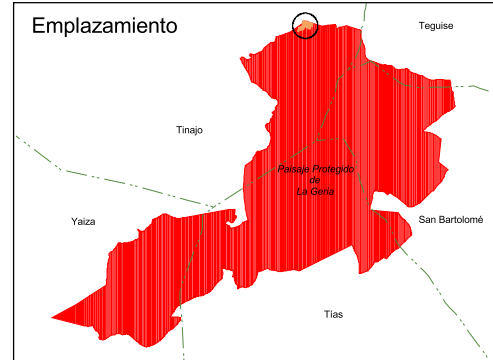 Emplazamiento
Teguise
Tinajo
Paisaje Protegido
de
La Geria
Yaiza
San Bartolomé
Tías